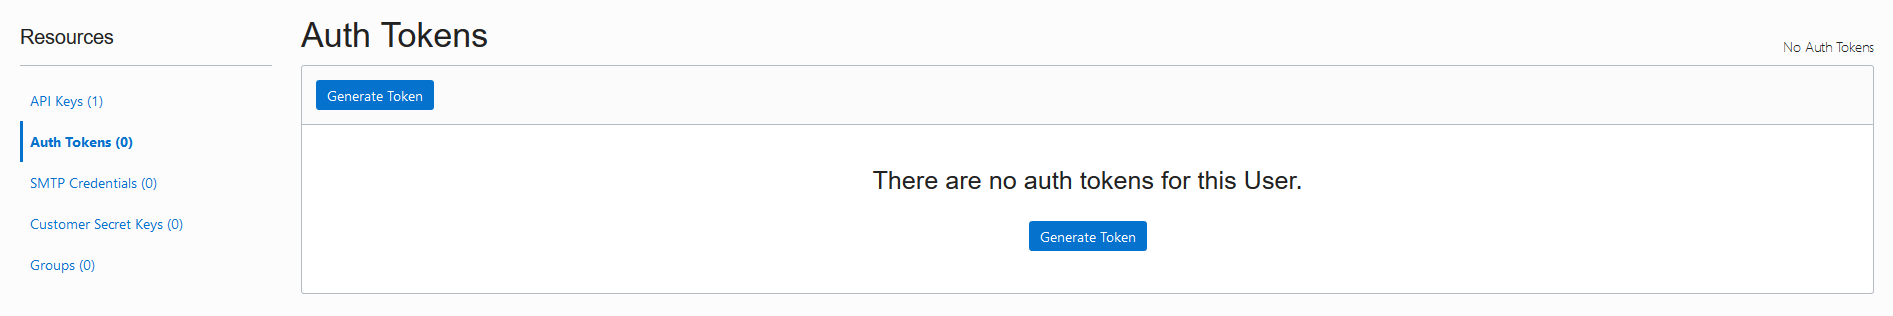 Resources
API Keys (1)
Auth Tokens (0)
SMTP Credentials (0)
Customer Secret Keys (0)
Groups (0)
Auth Tokens
No Auth Tokens
Generate Token
There are no auth tokens for this User.
Generate Token